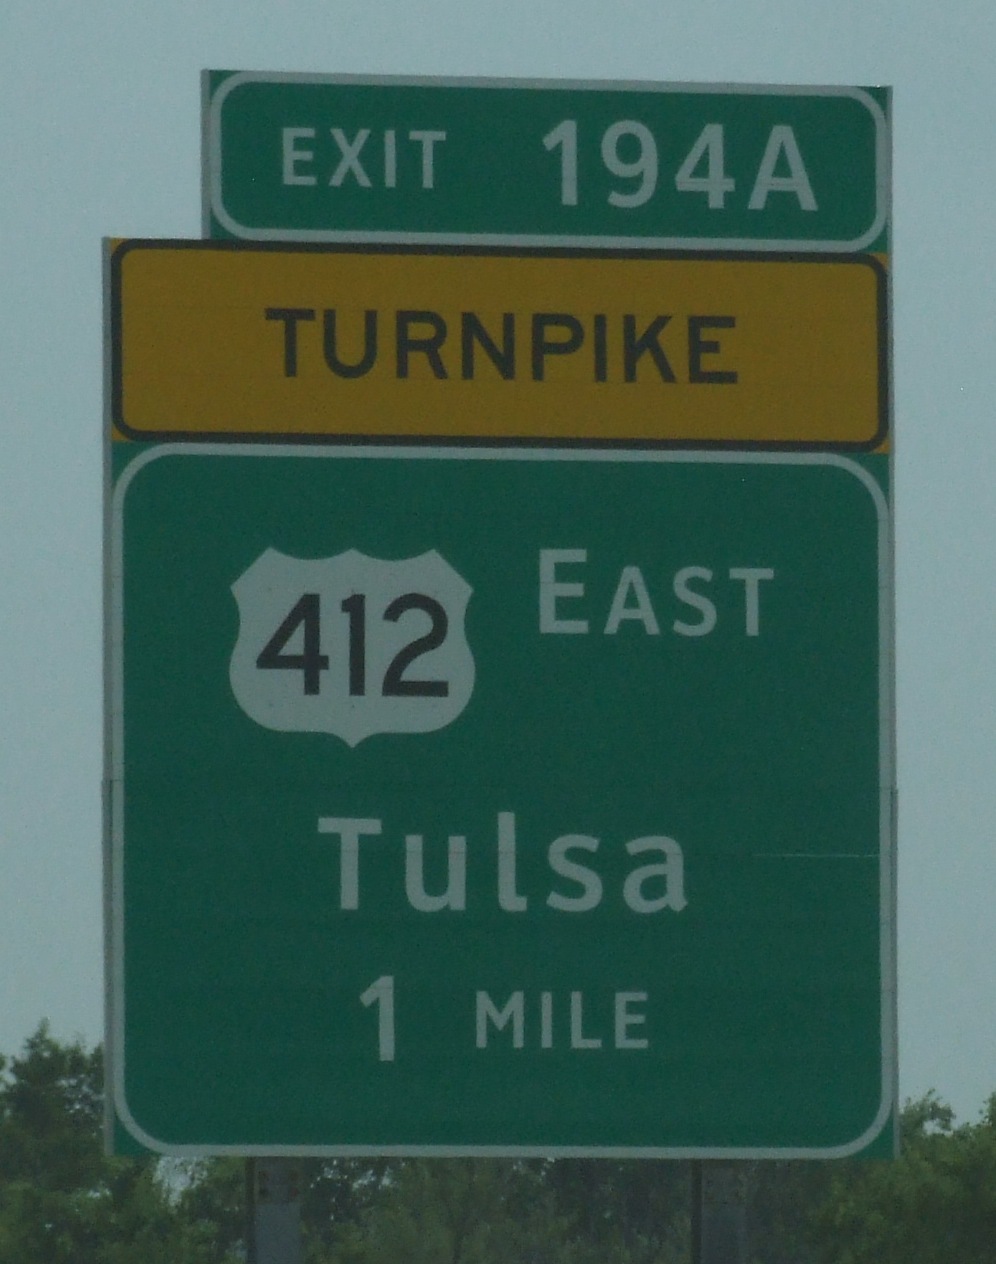 EXIT 194A
TURNPIKE
412 EAST
Tulsa
1 MILE